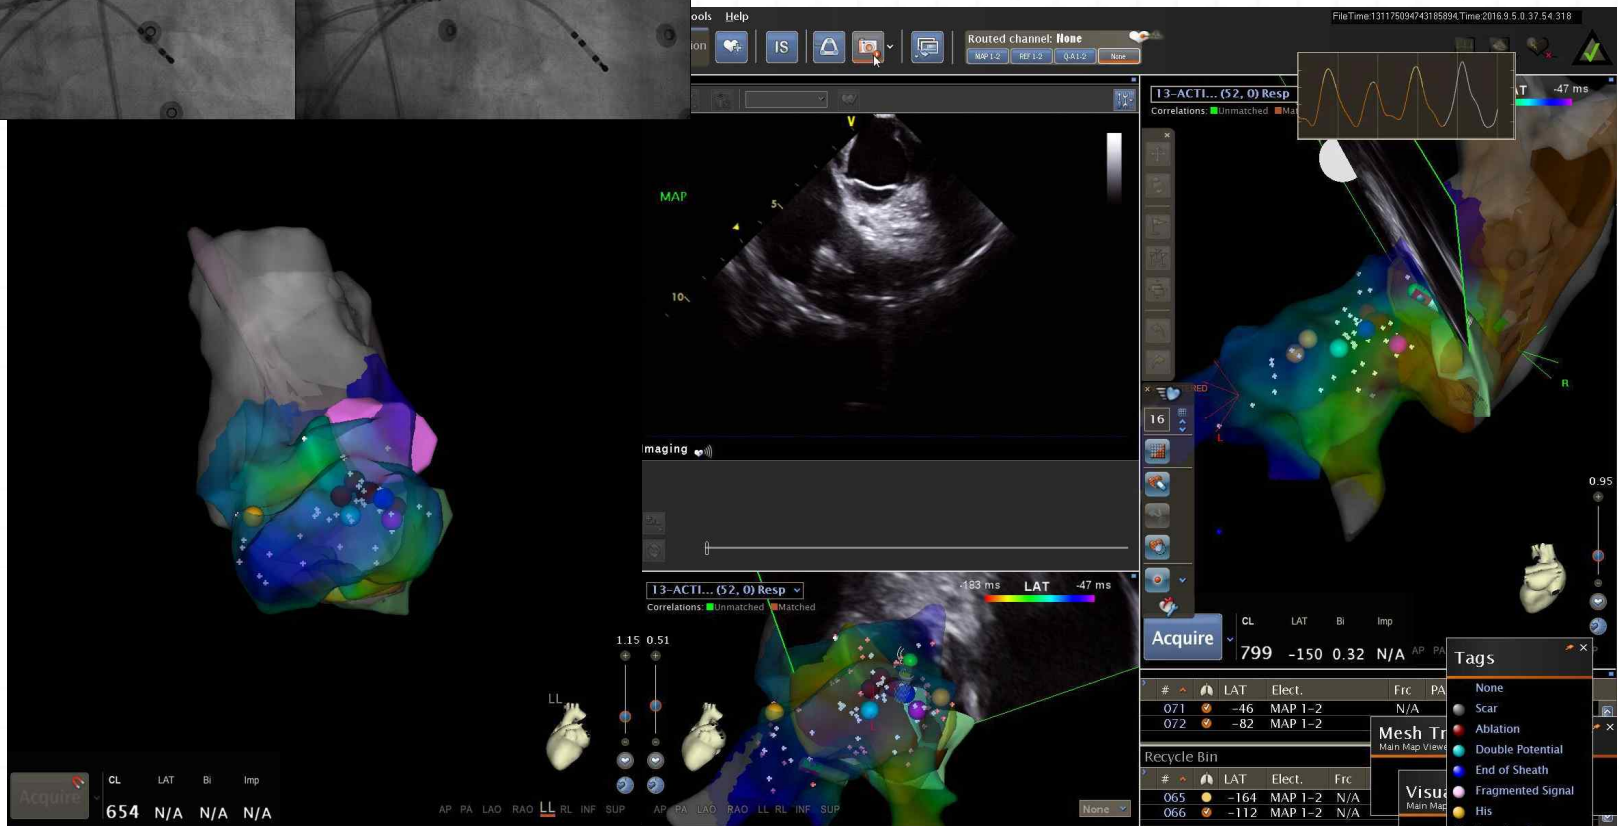 ools Help
FileTime:131175094743185894,Time:2016.9.5.0.37.54.318
ion
IS
Routed channel: None
MAP 1-2 REF 1-2 Q-A 1-2 None
13-ACTI... (52, 0) Resp
-47 ms
Correlations: Unmatched
V
MAP
5
10
R
L
16
Imaging
0.95
13-ACTI... (52, 0) Resp
-183 ms LAT -47 ms
Correlations: Unmatched Matched
1.15 0.51
LL
Acquire
CL LAT Bi Imp
799 -150 0.32 N/A
AP
Tags
None
Scar
Ablation
Double Potential
End of Sheath
Fragmented Signal
His
# LAT Elect. Frc PA
071 -46 MAP 1-2 N/A
072 -82 MAP 1-2
Mesh Tr
Main Map Viewe
Recycle Bin
# LAT Elect. Frc
065 -164 MAP 1-2 N/A
066 -112 MAP 1-2 N/A
Visu
Main Map
Acquire
CL LAT Bi Imp
654 N/A N/A N/A
AP PA LAO RAO LL RL INF SUP
AP PA LAO RAO LL RL INF SUP
None